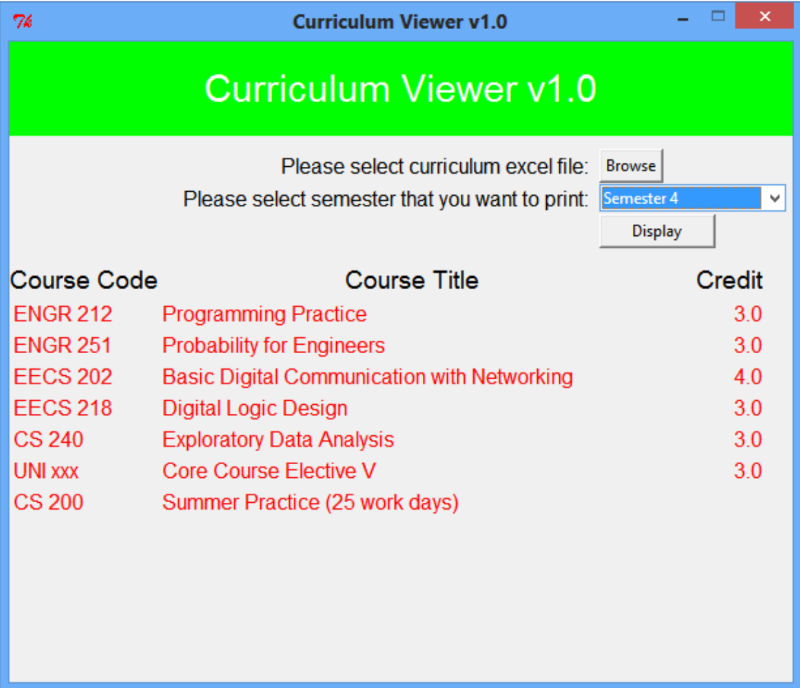 Curriculum Viewer v1.0
Curriculum Viewer v1.0
Please select curriculum excel file: Browse
Please select semester that you want to print: Semester 4
Display
Course Code Course Title Credit
ENGR 212 Programming Practice 3.0
ENGR 251 Probability for Engineers 3.0
EECS 202 Basic Digital Communication with Networking 4.0
EECS 218 Digital Logic Design 3.0
CS 240 Exploratory Data Analysis 3.0
UNI xxx Core Course Elective V 3.0
CS 200 Summer Practice (25 work days)